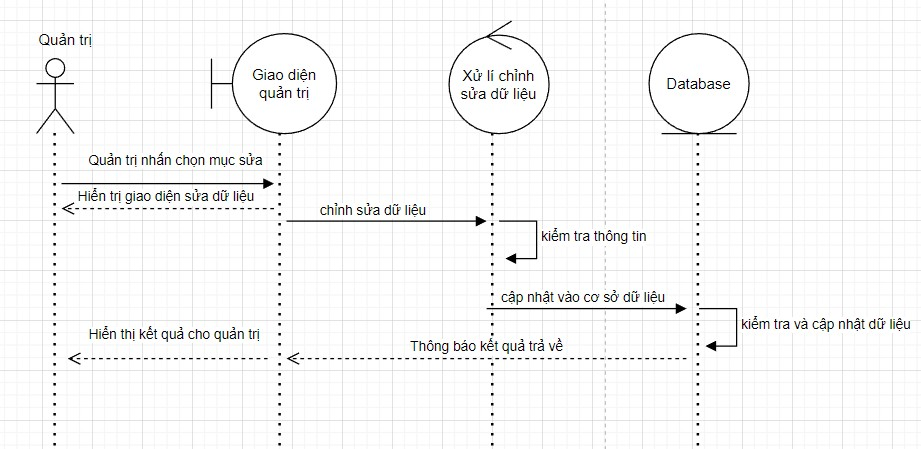 Quản trị
Giao diện
quản trị
Xử lí chỉnh
sửa dữ liệu
Database
Quản trị nhấn chọn mục sửa
Hiển trị giao diện sửa dữ liệu
chỉnh sửa dữ liệu
kiểm tra thông tin
cập nhật vào cơ sở dữ liệu
kiểm tra và cập nhật dữ liệu
Hiển thị kết quả cho quản trị
Thông báo kết quả trả về